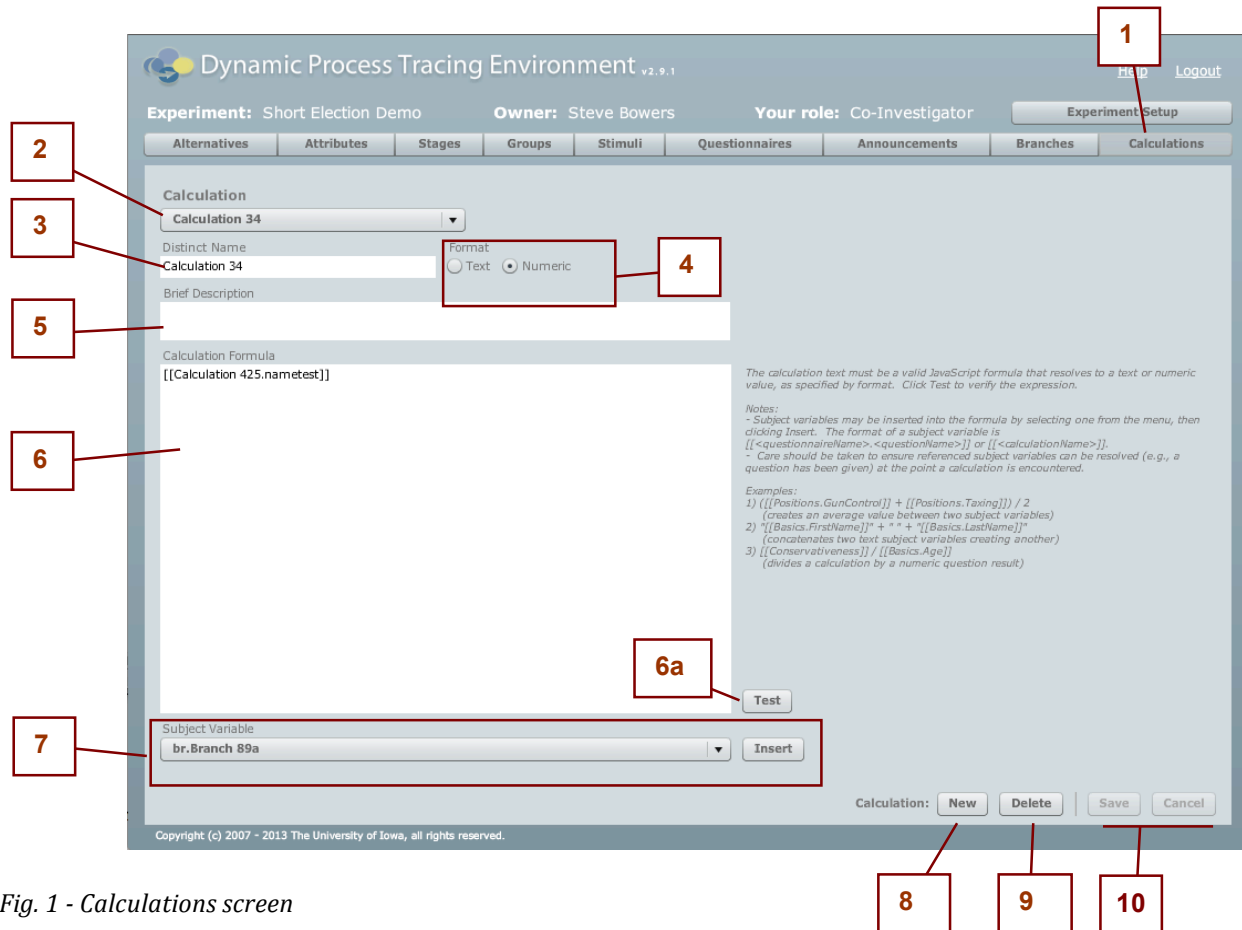 1
Dynamic Process Tracing Environment v2.9.1
Help Logout
Experiment: Short Election Demo Owner: Steve Bowers Your role: Co-Investigator Experiment Setup
Alternatives Attributes Stages Groups Stimuli Questionnaires Announcements Branches Calculations
2
Calculation
Calculation 34
3
Distinct Name Format
Calculation 34 Text Numeric
4
Brief Description
5
Calculation Formula
[[Calculation 425.nametest]]
The calculation text must be a valid JavaScript formula that resolves to a text or numeric
value, as specified by format. Click Test to verify the expression.
Notes:
- Subject variables may be inserted into the formula by selecting one from the menu, then
clicking Insert. The format of a subject variable is
[[<questionnaireName>.<questionName>]] or [[<calculationName>]].
- Care should be taken to ensure referenced subject variables can be resolved (e.g., a
question has been given) at the point a calculation is encountered.
Examples:
1) ([[Positions.GunControl]] + [[Positions.Taxing]]) / 2
(creates an average value between two subject variables)
2) "[[Basics.FirstName]]" + " " + "[[Basics.LastName]]"
(concatenates two text subject variables creating another)
3) [[Conservativeness]] / [[Basics.Age]]
(divides a calculation by a numeric question result)
6
6a
Test
7
Subject Variable
br.Branch 89a Insert
Calculation: New Delete Save Cancel
Copyright (c) 2007 - 2013 The University of Iowa, all rights reserved.
8 9 10
Fig. 1 - Calculations screen